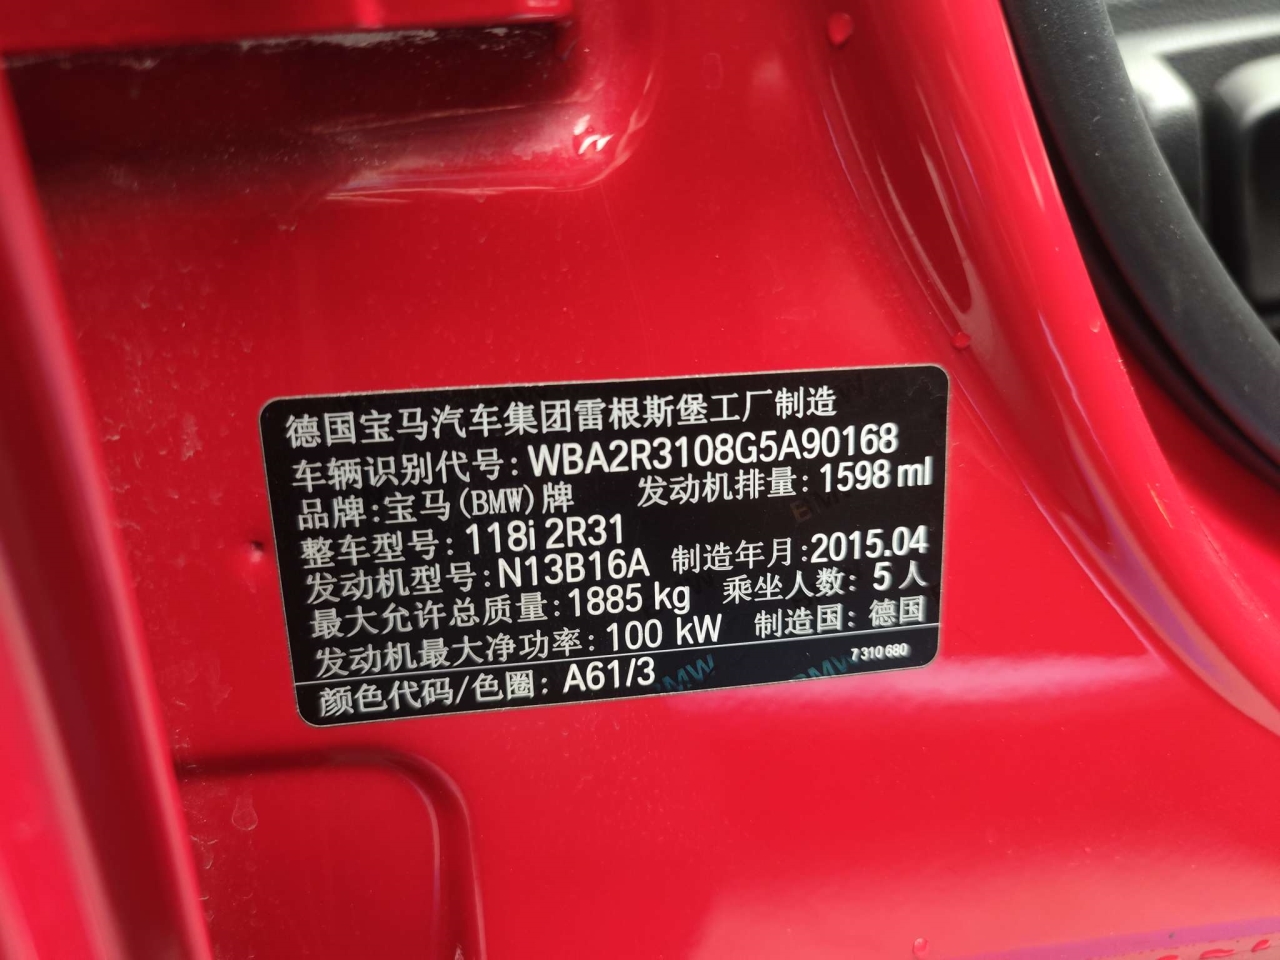 德国宝马汽车集团雷根斯堡工厂制造
车辆识别代号: WBA2R3108G5A90168
品牌:宝马(BMW)牌 发动机排量: 1598 ml
整车型号: 118i 2R31
发动机型号: N13B16A 制造年月:2015.04
最大允许总质量: 1885 kg 乘坐人数: 5人
发动机最大净功率: 100 kW 制造国: 德国
颜色代码/色圈: A61/3 7 310 680
BMW
BMW
BMW